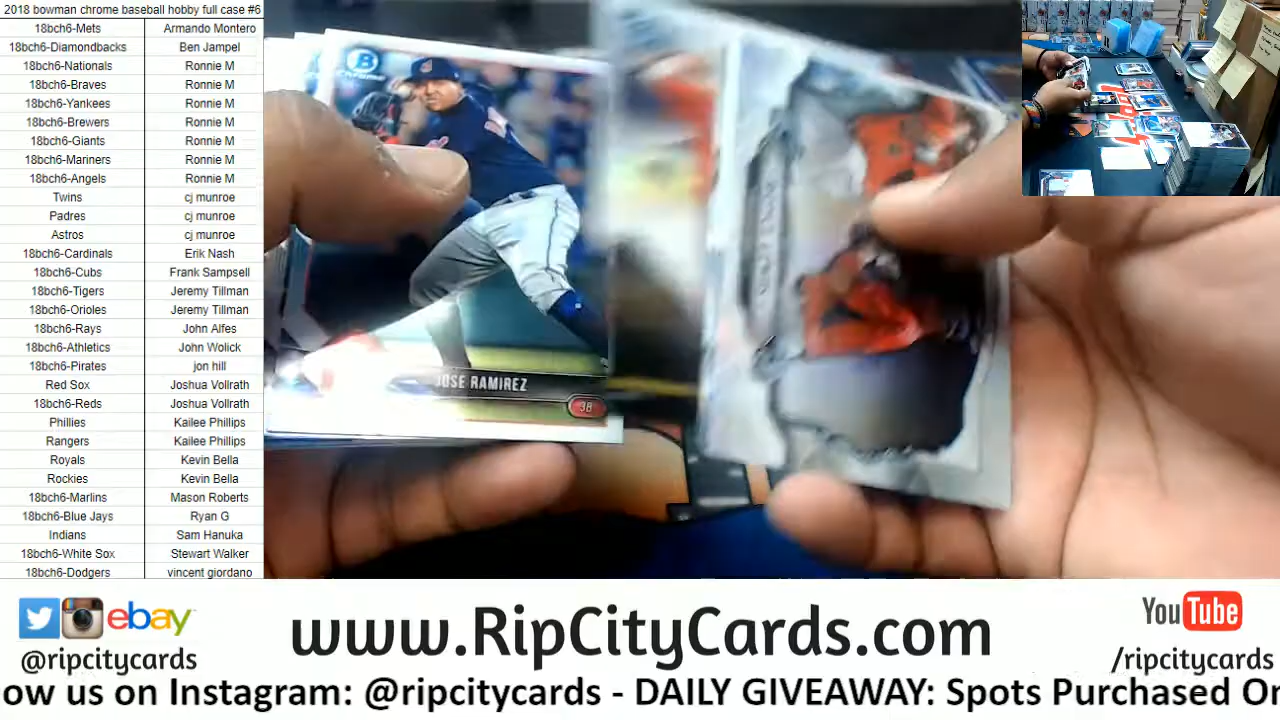 2018 bowman chrome baseball hobby full case #6
18bch6-Mets Armando Montero
18bch6-Diamondbacks Ben Jampel
18bch6-Nationals Ronnie M
18bch6-Braves Ronnie M
18bch6-Yankees Ronnie M
18bch6-Brewers Ronnie M
18bch6-Giants Ronnie M
18bch6-Mariners Ronnie M
18bch6-Angels Ronnie M
Twins cj munroe
Padres cj munroe
Astros cj munroe
18bch6-Cardinals Erik Nash
18bch6-Cubs Frank Sampsell
18bch6-Tigers Jeremy Tillman
18bch6-Orioles Jeremy Tillman
18bch6-Rays John Alfes
18bch6-Athletics John Wolick
18bch6-Pirates jon hill
Red Sox Joshua Vollrath
18bch6-Reds Joshua Vollrath
Phillies Kailee Phillips
Rangers Kailee Phillips
Royals Kevin Bella
Rockies Kevin Bella
18bch6-Marlins Mason Roberts
18bch6-Blue Jays Ryan G
Indians Sam Hanuka
18bch6-White Sox Stewart Walker
18bch6-Dodgers vincent giordano
B
Chrome
JOSE RAMIREZ
3B
ebay
@ripcitycards
www.RipCityCards.com
YouTube
/ripcitycards
ow us on Instagram: @ripcitycards - DAILY GIVEAWAY: Spots Purchased On